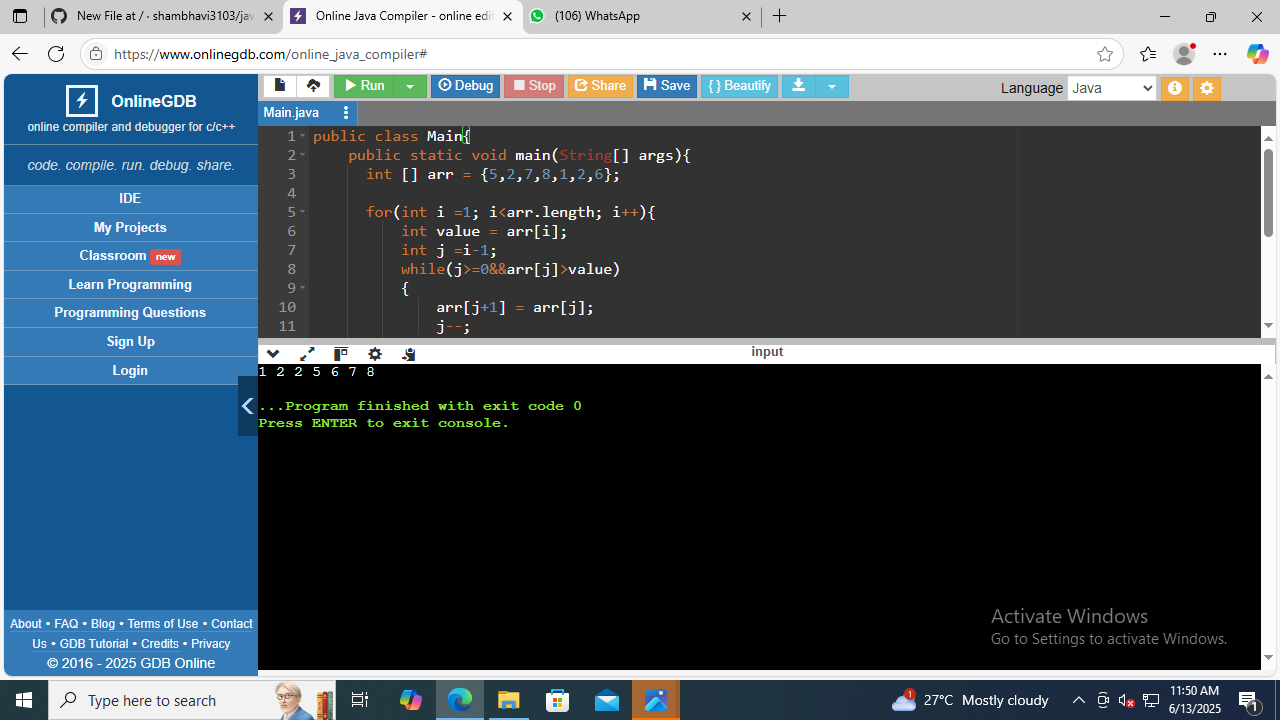 New File at / · shambhavi3103/jav
Online Java Compiler - online edit
(106) WhatsApp
https://www.onlinegdb.com/online_java_compiler#
OnlineGDB
online compiler and debugger for c/c++
code. compile. run. debug. share.
IDE
My Projects
Classroom new
Learn Programming
Programming Questions
Sign Up
Login
About • FAQ • Blog • Terms of Use • Contact
Us • GDB Tutorial • Credits • Privacy
© 2016 - 2025 GDB Online
Run Debug Stop Share Save { } Beautify
Language Java
Main.java
1 public class Main{
2 public static void main(String[] args){
3 int [] arr = {5,2,7,8,1,2,6};
4
5 for(int i =1; i<arr.length; i++){
6 int value = arr[i];
7 int j =i-1;
8 while(j>=0&&arr[j]>value)
9 {
10 arr[j+1] = arr[j];
11 j--;
input
1 2 2 5 6 7 8
...Program finished with exit code 0
Press ENTER to exit console.
Activate Windows
Go to Settings to activate Windows.
Type here to search
1
27°C Mostly cloudy
11:50 AM
6/13/2025
1